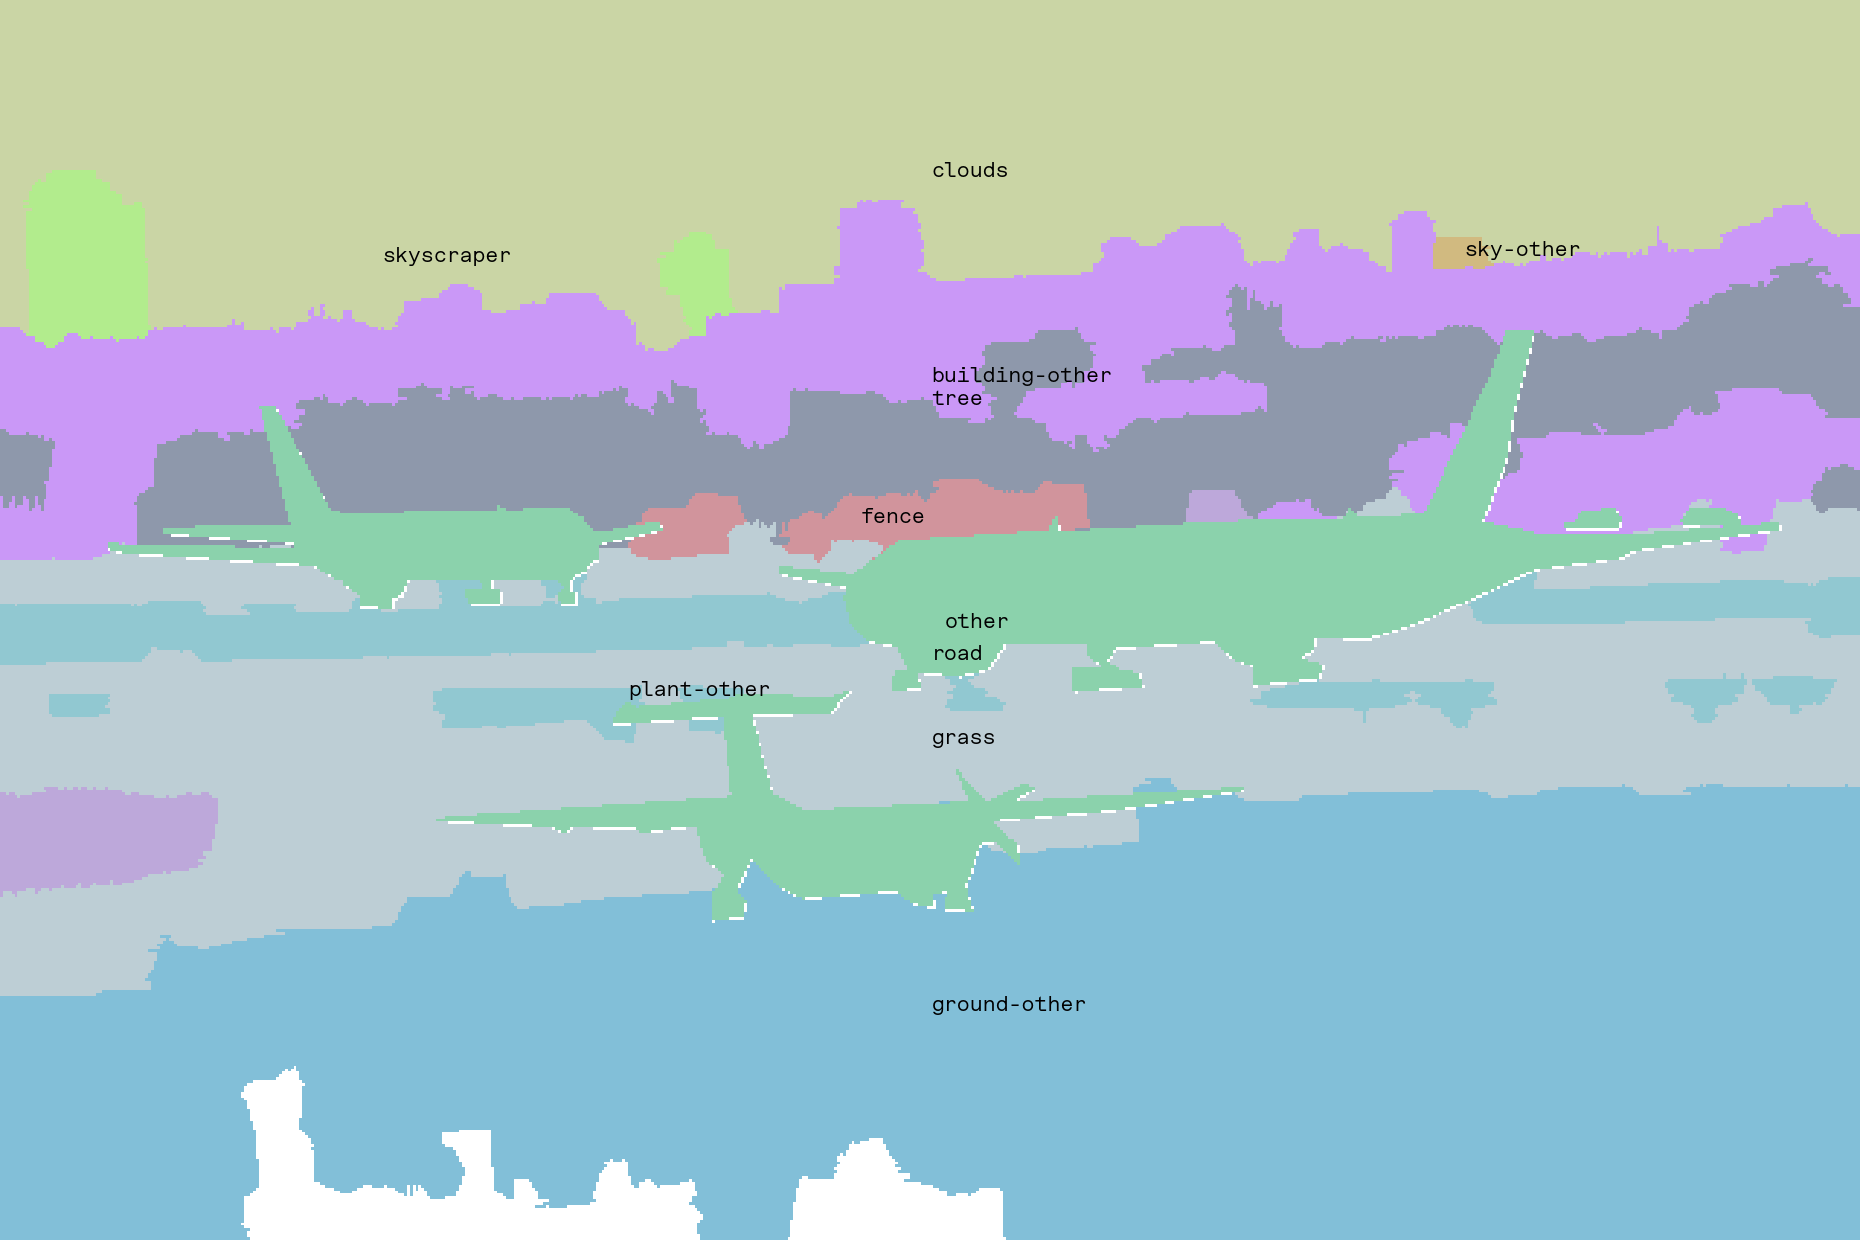 clouds
skyscraper
sky-other
building-other
tree
fence
other
road
plant-other
grass
ground-other